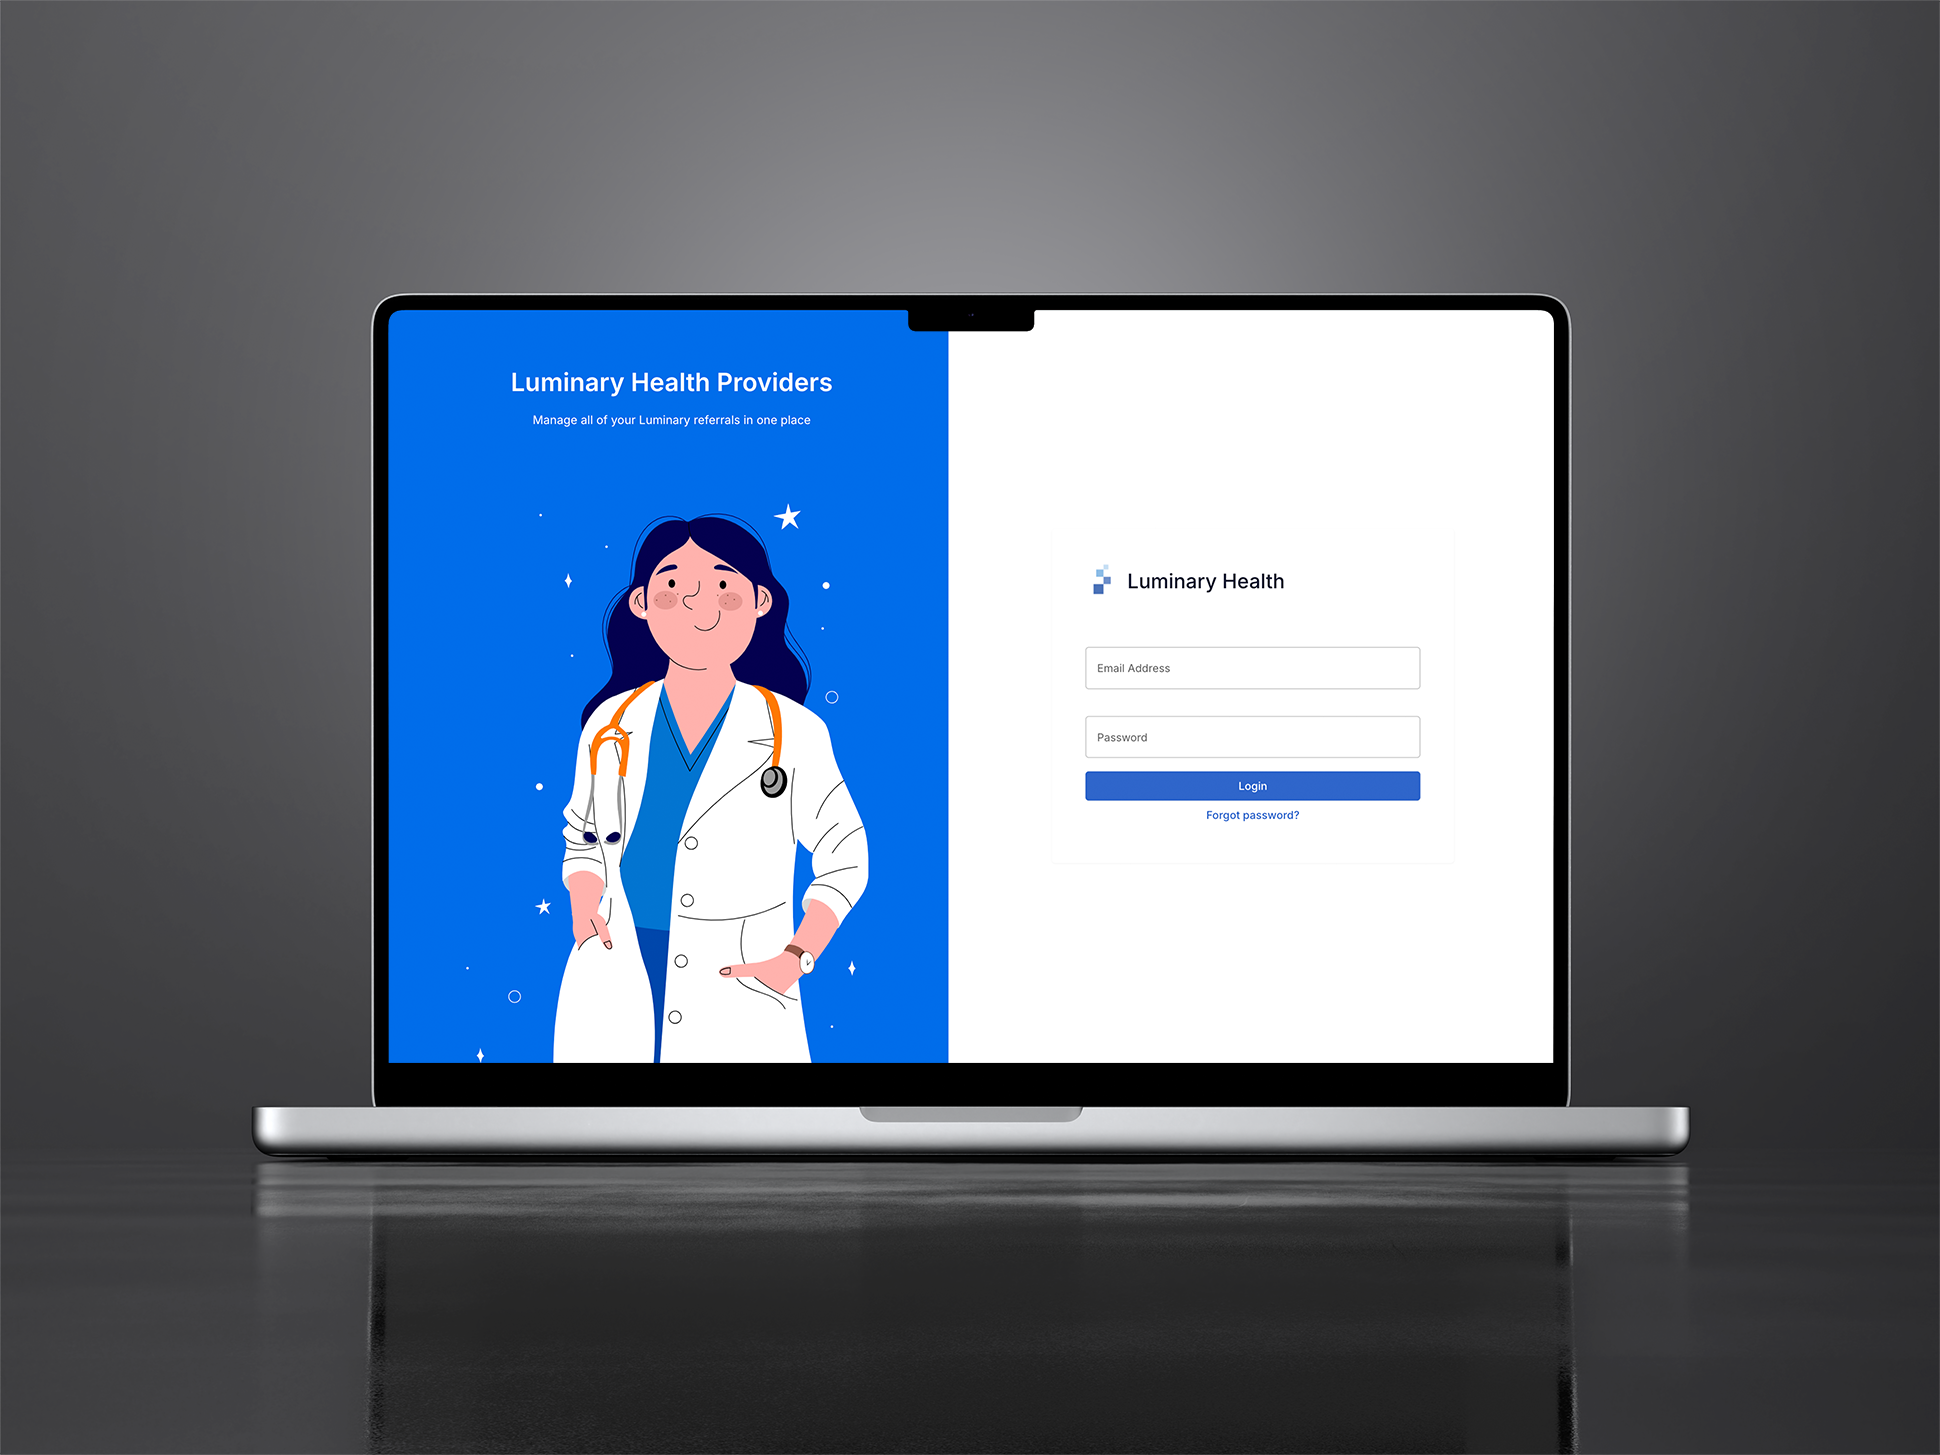 Luminary Health Providers
Manage all of your Luminary referrals in one place
Luminary Health
Email Address
Password
Login
Forgot password?